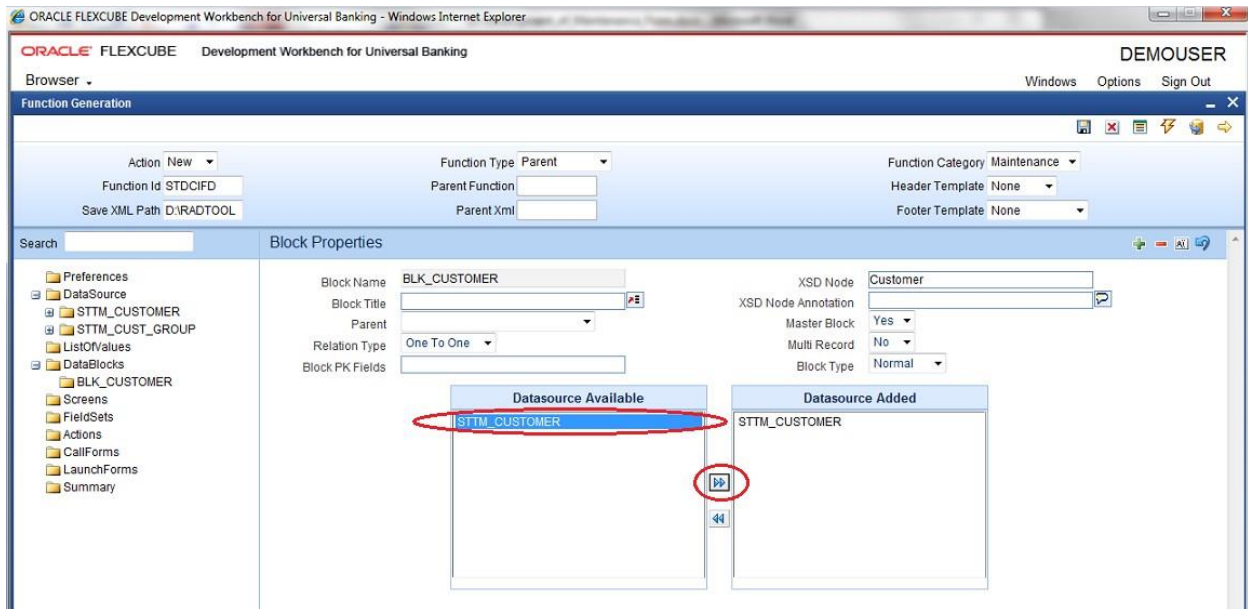 ORACLE FLEXCUBE Development Workbench for Universal Banking - Windows Internet Explorer
ORACLE FLEXCUBE Development Workbench for Universal Banking
DEMOUSER
Browser
Windows Options Sign Out
Function Generation
Action New Function Type Parent Function Category Maintenance
Function Id STDCIFD Parent Function Header Template None
Save XML Path D:\RADTOOL Parent Xml Footer Template None
Search Block Properties
Preferences
DataSource
STTM_CUSTOMER
STTM_CUST_GROUP
ListOfValues
DataBlocks
BLK_CUSTOMER
Screens
FieldSets
Actions
CallForms
LaunchForms
Summary
Block Name BLK_CUSTOMER XSD Node Customer
Block Title XSD Node Annotation
Parent Master Block Yes
Relation Type One To One Multi Record No
Block PK Fields Block Type Normal
Datasource Available Datasource Added
STTM_CUSTOMER STTM_CUSTOMER